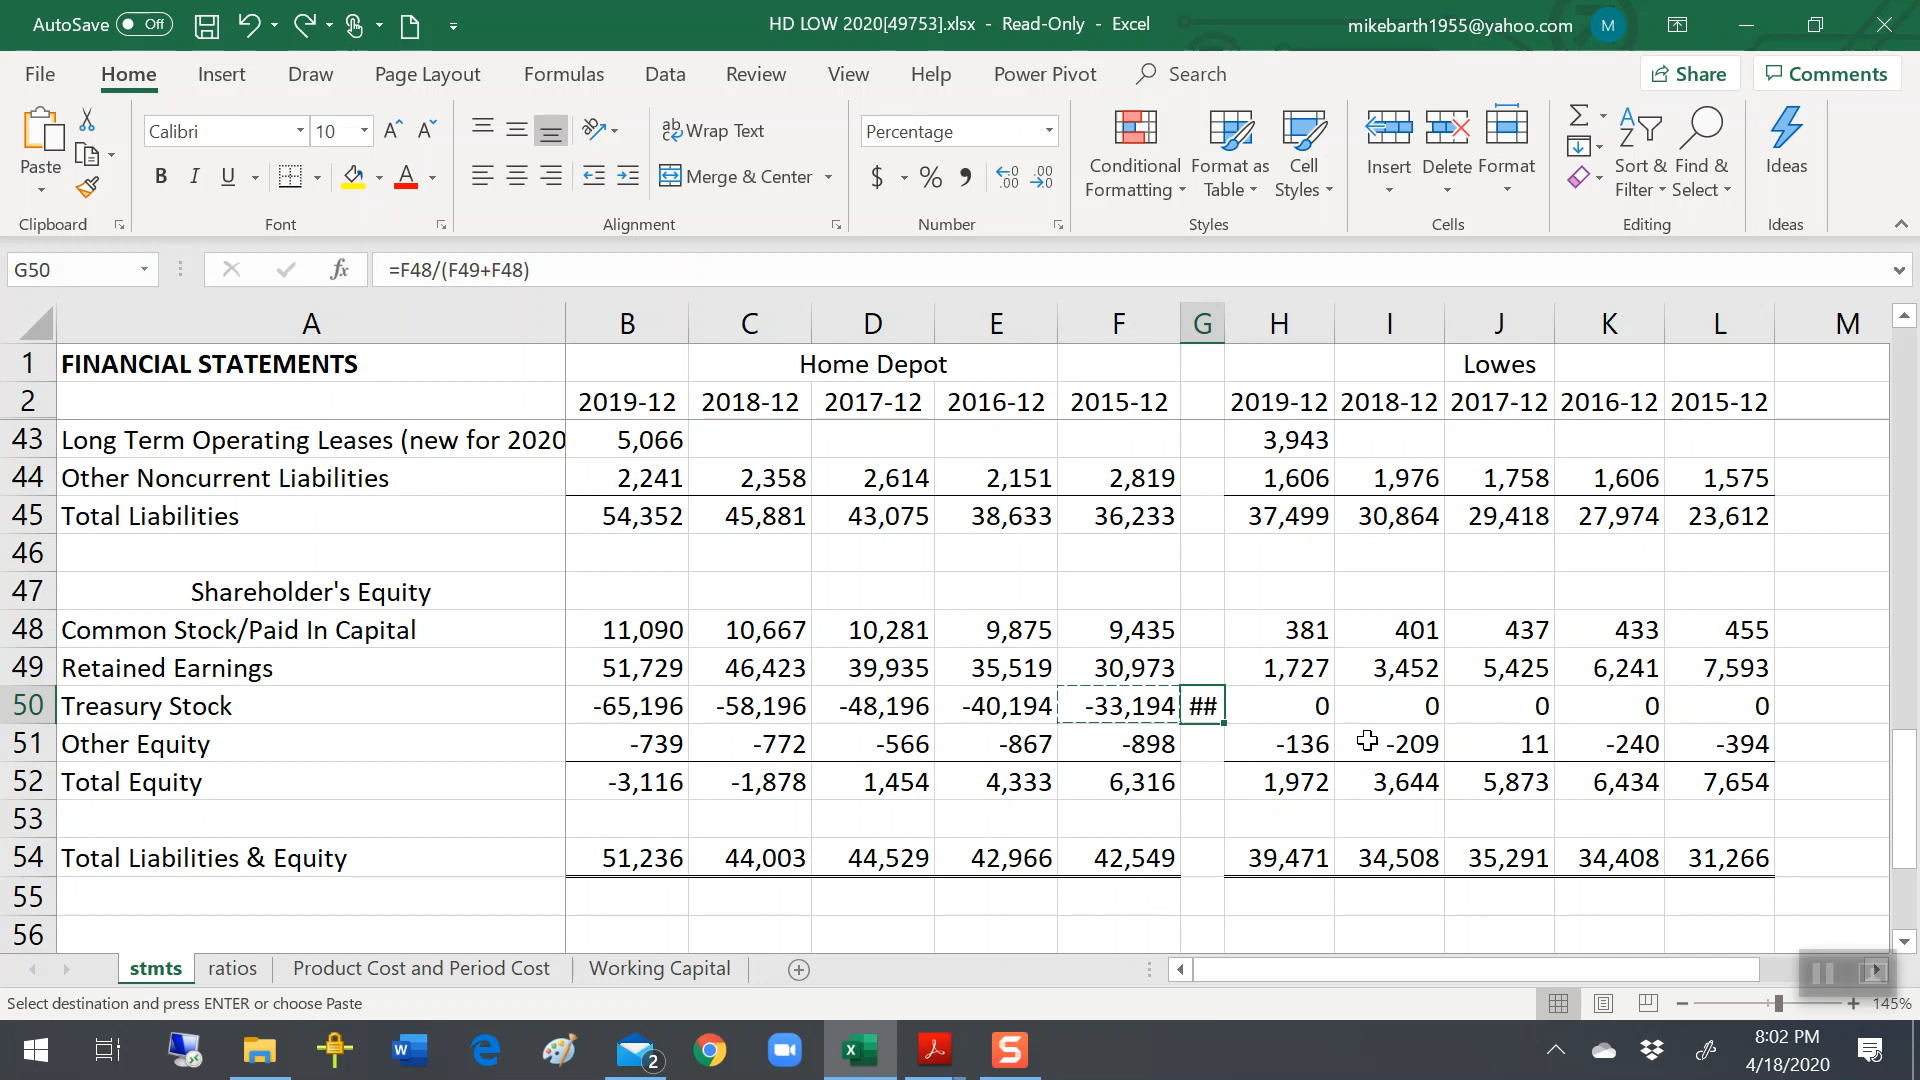 AutoSave Off HD LOW 2020[49753].xlsx - Read-Only - Excel mikebarth1955@yahoo.com M
File Home Insert Draw Page Layout Formulas Data Review View Help Power Pivot Search Share Comments
Paste Calibri 10 Wrap Text Percentage Conditional Formatting Format as Table Cell Styles Insert Delete Format Sort & Filter Find & Select Ideas
B I U Merge & Center $ % 9 .00 .00
Clipboard Font Alignment Number Styles Cells Editing Ideas
G50 fx =F48/(F49+F48)
A B C D E F G H I J K L M
1 FINANCIAL STATEMENTS Home Depot Lowes
2 2019-12 2018-12 2017-12 2016-12 2015-12 2019-12 2018-12 2017-12 2016-12 2015-12
43 Long Term Operating Leases (new for 2020 5,066 3,943
44 Other Noncurrent Liabilities 2,241 2,358 2,614 2,151 2,819 1,606 1,976 1,758 1,606 1,575
45 Total Liabilities 54,352 45,881 43,075 38,633 36,233 37,499 30,864 29,418 27,974 23,612
46
47 Shareholder's Equity
48 Common Stock/Paid In Capital 11,090 10,667 10,281 9,875 9,435 381 401 437 433 455
49 Retained Earnings 51,729 46,423 39,935 35,519 30,973 1,727 3,452 5,425 6,241 7,593
50 Treasury Stock -65,196 -58,196 -48,196 -40,194 -33,194 ## 0 0 0 0 0
51 Other Equity -739 -772 -566 -867 -898 -136 -209 11 -240 -394
52 Total Equity -3,116 -1,878 1,454 4,333 6,316 1,972 3,644 5,873 6,434 7,654
53
54 Total Liabilities & Equity 51,236 44,003 44,529 42,966 42,549 39,471 34,508 35,291 34,408 31,266
55
56
stmts ratios Product Cost and Period Cost Working Capital
Select destination and press ENTER or choose Paste 145%
2 8:02 PM
4/18/2020